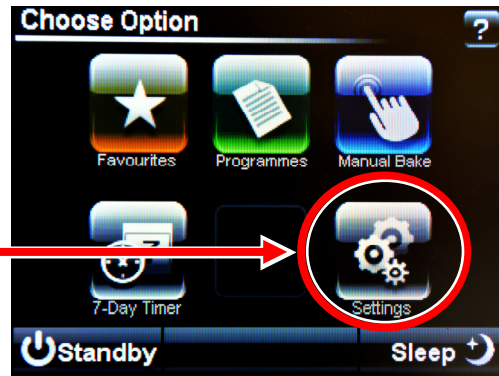 Choose Option
?
Favourites Programmes Manual Bake
7-Day Timer Settings
Standby Sleep